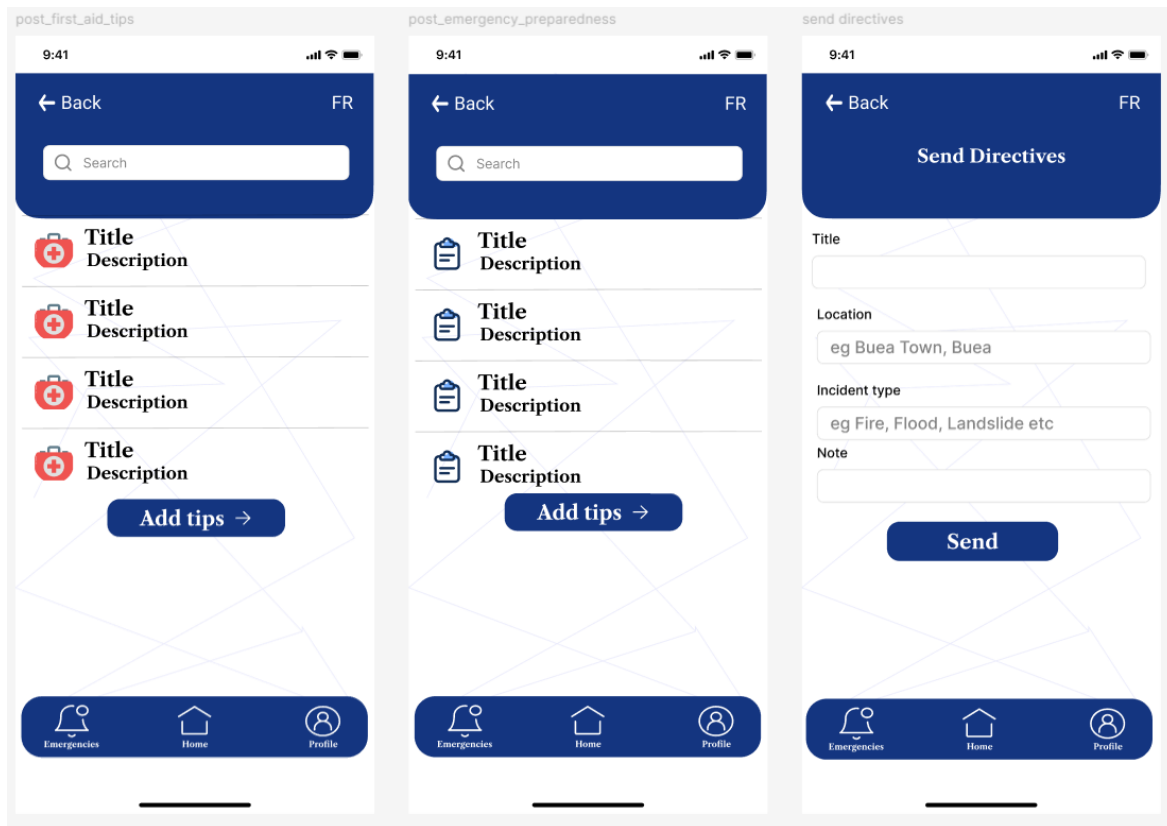 post_first_aid_tips
9:41
Back
FR
Search
Title
Description
Title
Description
Title
Description
Title
Description
Add tips →
Emergencies
Home
Profile
post_emergency_preparedness
9:41
Back
FR
Search
Title
Description
Title
Description
Title
Description
Title
Description
Add tips →
Emergencies
Home
Profile
send directives
9:41
Back
FR
Send Directives
Title
Location
eg Buea Town, Buea
Incident type
eg Fire, Flood, Landslide etc
Note
Send
Emergencies
Home
Profile